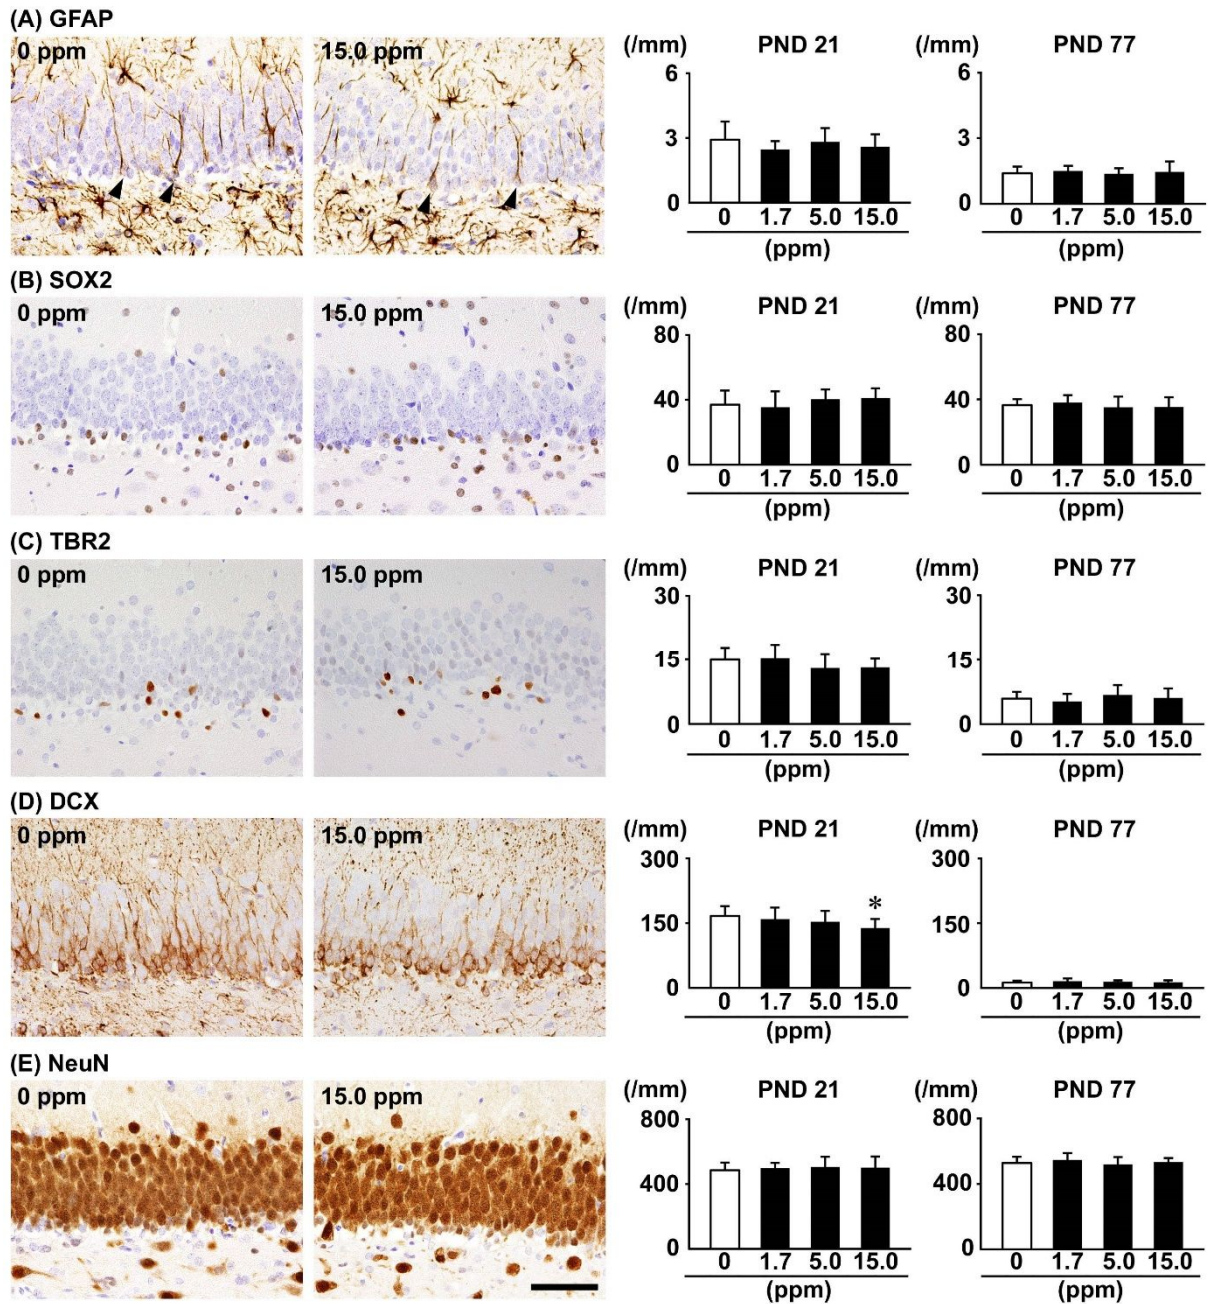 (A) GFAP
0 ppm
15.0 ppm
(/mm) PND 21
6
3
0
0 1.7 5.0 15.0
(ppm)
(/mm) PND 77
6
3
0
0 1.7 5.0 15.0
(ppm)
(B) SOX2
0 ppm
15.0 ppm
(/mm) PND 21
80
40
0
0 1.7 5.0 15.0
(ppm)
(/mm) PND 77
80
40
0
0 1.7 5.0 15.0
(ppm)
(C) TBR2
0 ppm
15.0 ppm
(/mm) PND 21
30
15
0
0 1.7 5.0 15.0
(ppm)
(/mm) PND 77
30
15
0
0 1.7 5.0 15.0
(ppm)
(D) DCX
0 ppm
15.0 ppm
(/mm) PND 21
300
150
0
*
0 1.7 5.0 15.0
(ppm)
(/mm) PND 77
300
150
0
0 1.7 5.0 15.0
(ppm)
(E) NeuN
0 ppm
15.0 ppm
(/mm) PND 21
800
400
0
0 1.7 5.0 15.0
(ppm)
(/mm) PND 77
800
400
0
0 1.7 5.0 15.0
(ppm)